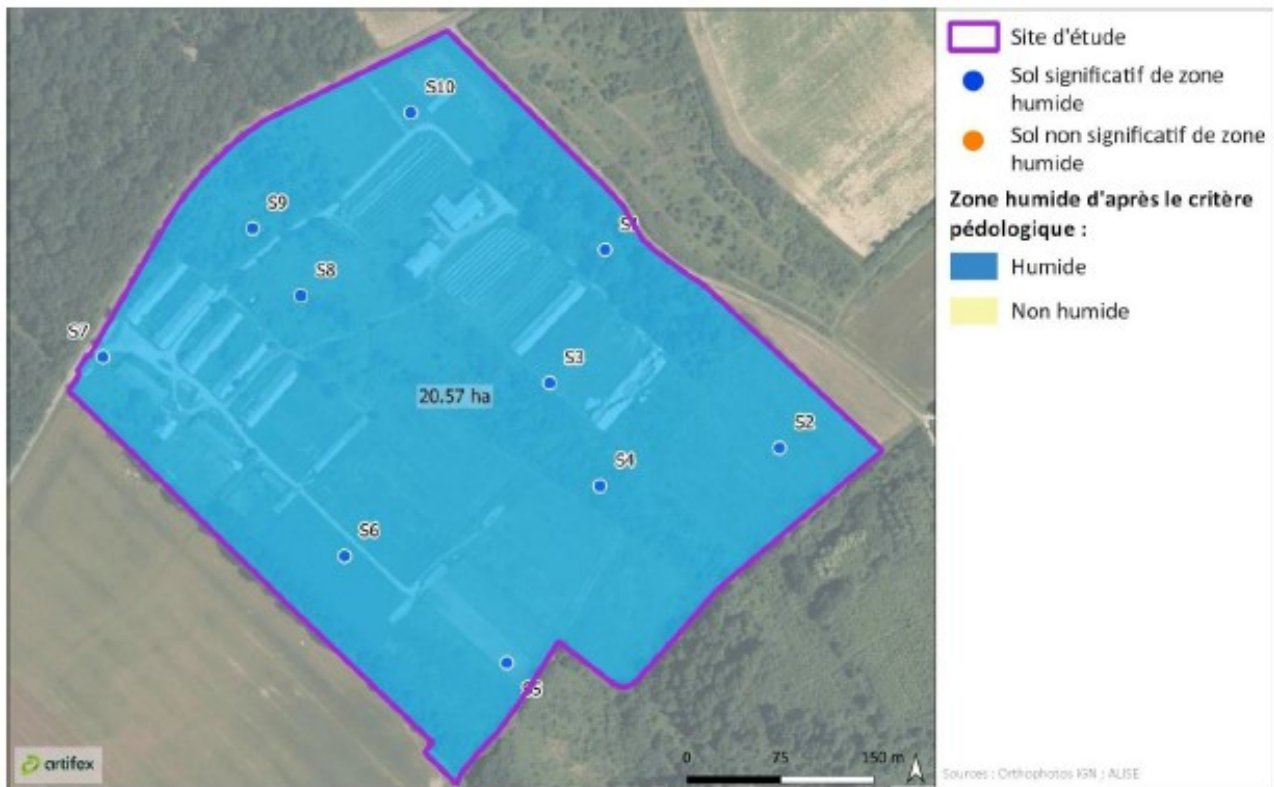 S10
S9
S1
S8
S7
S3
20.57 ha
S2
S4
S6
S5
artifex
0 75 150 m
Site d'étude
Sol significatif de zone
humide
Sol non significatif de zone
humide
Zone humide d'après le critère
pédologique :
Humide
Non humide
Sources : Orthophotos IGN ; ALISE